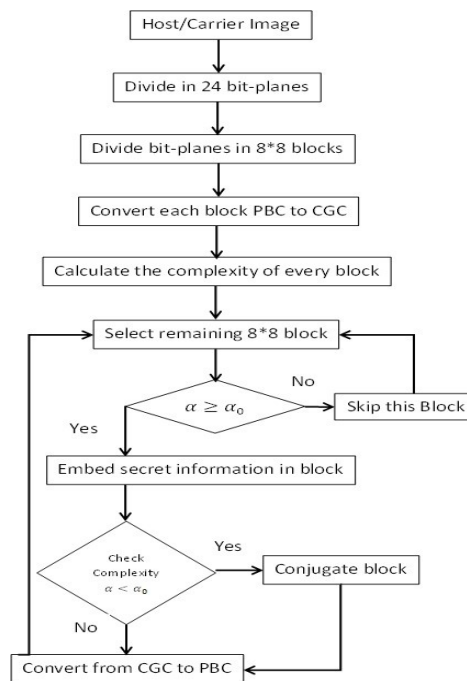 Host/Carrier Image
Divide in 24 bit-planes
Divide bit-planes in 8*8 blocks
Convert each block PBC to CGC
Calculate the complexity of every block
Select remaining 8*8 block
No
α ≥ α₀
Skip this Block
Yes
Embed secret information in block
Check
Complexity
α < α₀
Yes
Conjugate block
No
Convert from CGC to PBC